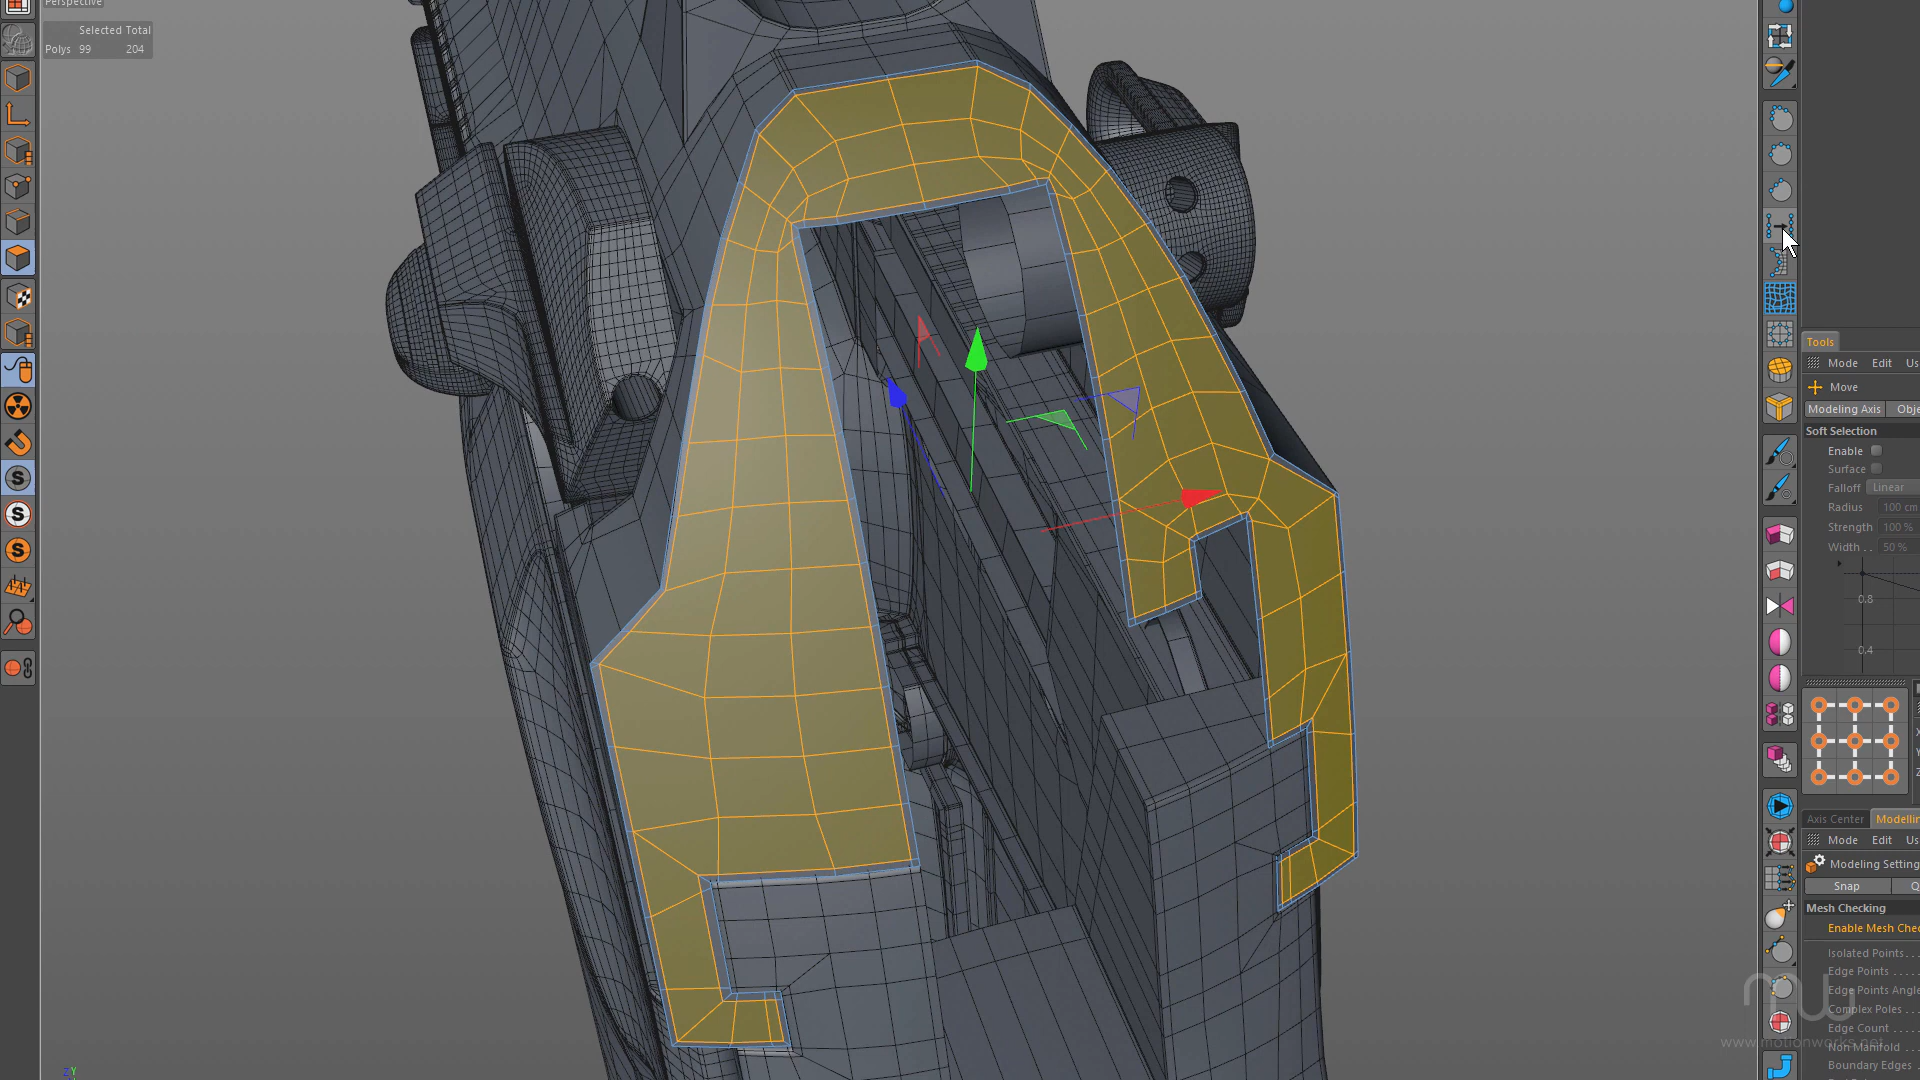 Perspective
Selected Total
Polys 99 204
Tools
Mode Edit Us
Move
Modeling Axis Obje
Soft Selection
Enable
Surface
Falloff Linear
Radius 100 cm
Strength 100 %
Width . . 50 %
0.8
0.4
X
Y
Z
Axis Center Modelling
Mode Edit Us
Modeling Setting
Snap Q
Mesh Checking
Enable Mesh Chec
Isolated Points . . .
Edge Points . . . .
Edge Points Angle
Complex Poles . .
Edge Count . . . . .
Non Manifold . . .
Boundary Edges . .
mw
www.motionworks.net
S
S
S
ZY